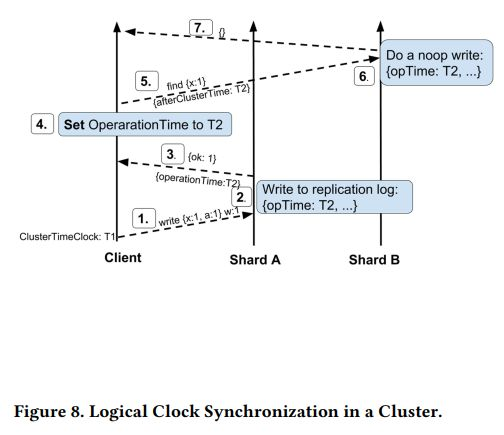 7. {}
Do a noop write:
{opTime: T2, ...}
6.
5. find {x:1}
{afterClusterTime: T2}
4. Set OperarationTime to T2
3. {ok: 1}
{operationTime:T2}
2. Write to replication log:
{opTime: T2, ...}
1. write {x:1, a:1} w:1
ClusterTimeClock: T1
Client Shard A Shard B
Figure 8. Logical Clock Synchronization in a Cluster.